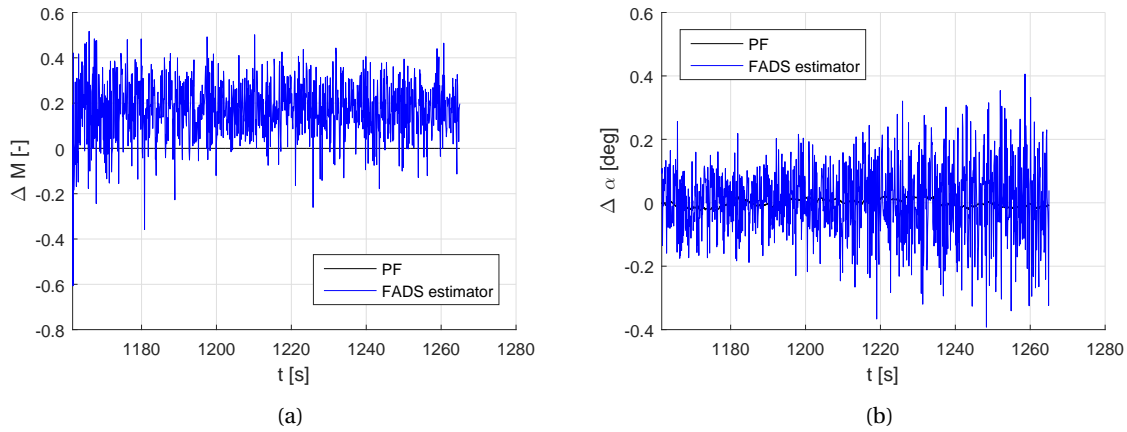 0.6
0.4
0.2
0
-0.2
-0.4
-0.6
-0.8
Δ M [-]
PF
FADS estimator
1180 1200 1220 1240 1260 1280
t [s]
(a)
0.6
0.4
0.2
0
-0.2
-0.4
Δ α [deg]
PF
FADS estimator
1180 1200 1220 1240 1260 1280
t [s]
(b)